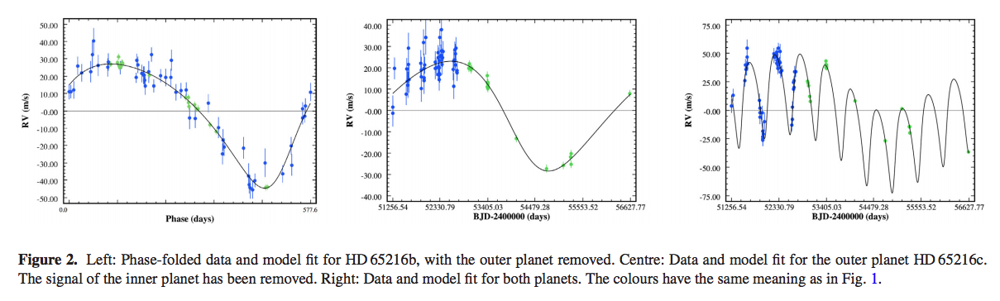 50.00
40.00
30.00
20.00
10.00
-0.00
-10.00
-20.00
-30.00
-40.00
-50.00
RV (m/s)
0.0
577.6
Phase (days)
40.00
30.00
20.00
10.00
-0.00
-10.00
-20.00
-30.00
-40.00
RV (m/s)
51256.54 52330.79 53405.03 54479.28 55553.52 56627.77
BJD-2400000 (days)
75.00
50.00
25.00
-0.00
-25.00
-50.00
-75.00
RV (m/s)
51256.54 52330.79 53405.03 54479.28 55553.52 56627.77
BJD-2400000 (days)
Figure 2. Left: Phase-folded data and model fit for HD 65216b, with the outer planet removed. Centre: Data and model fit for the outer planet HD 65216c.
The signal of the inner planet has been removed. Right: Data and model fit for both planets. The colours have the same meaning as in Fig. 1.